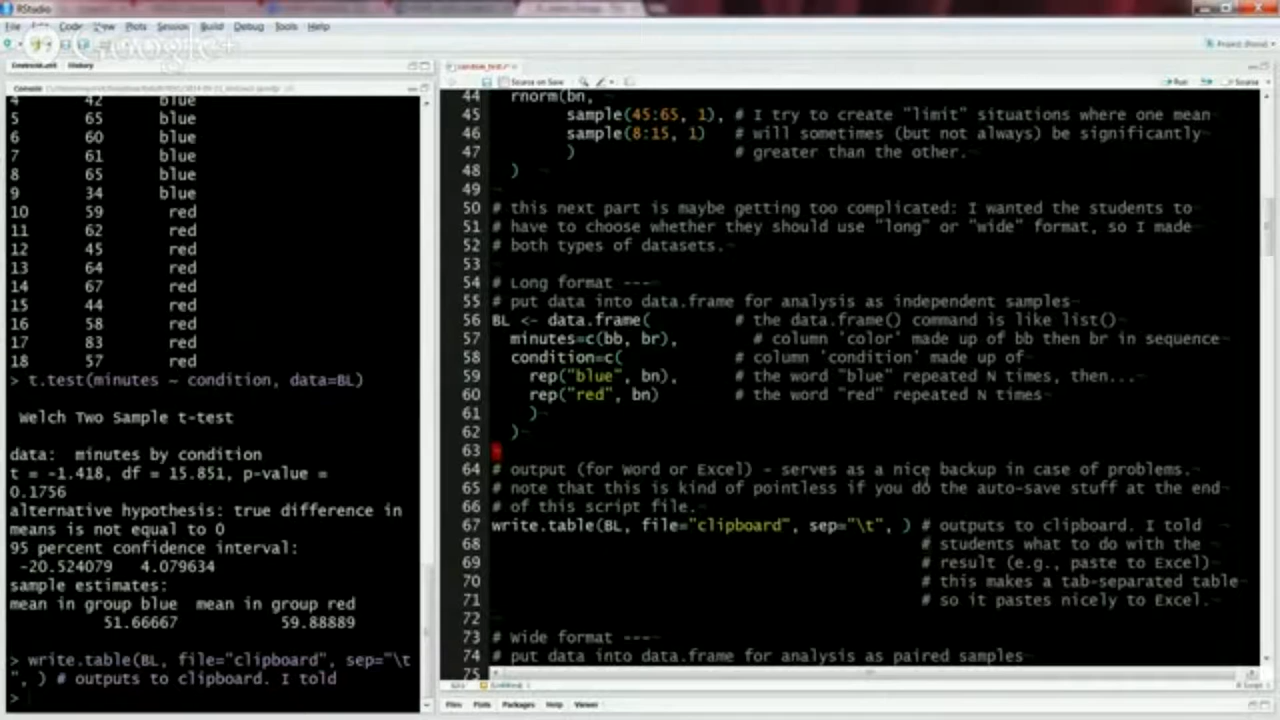 RStudio
File Code View Plots Session Build Debug Tools Help
Google+
Project: (None)
History
Console
Source on Save
Run
Source
4 42 blue
5 65 blue
6 60 blue
7 61 blue
8 65 blue
9 34 blue
10 59 red
11 62 red
12 45 red
13 64 red
14 67 red
15 44 red
16 58 red
17 83 red
18 57 red
> t.test(minutes ~ condition, data=BL)
Welch Two Sample t-test
data: minutes by condition
t = -1.418, df = 15.851, p-value =
0.1756
alternative hypothesis: true difference in
means is not equal to 0
95 percent confidence interval:
-20.524079 4.079634
sample estimates:
mean in group blue mean in group red
51.66667 59.88889
> write.table(BL, file="clipboard", sep="\t
", ) # outputs to clipboard. I told
>
44 rnorm(bn,
45 sample(45:65, 1), # I try to create "limit" situations where one mean
46 sample(8:15, 1) # will sometimes (but not always) be significantly
47 ) # greater than the other.
48 )
49
50 # this next part is maybe getting too complicated: I wanted the students to
51 # have to choose whether they should use "long" or "wide" format, so I made
52 # both types of datasets.
53
54 # Long format ---
55 # put data into data.frame for analysis as independent samples
56 BL <- data.frame( # the data.frame() command is like list()
57 minutes=c(bb, br), # column 'color' made up of bb then br in sequence
58 condition=c( # column 'condition' made up of
59 rep("blue", bn), # the word "blue" repeated N times, then...
60 rep("red", bn) # the word "red" repeated N times
61 )
62 )
63
64 # output (for Word or Excel) - serves as a nice backup in case of problems.
65 # note that this is kind of pointless if you do the auto-save stuff at the end
66 # of this script file.
67 write.table(BL, file="clipboard", sep="\t", ) # outputs to clipboard. I told
68 # students what to do with the
69 # result (e.g., paste to Excel)
70 # this makes a tab-separated table
71 # so it pastes nicely to Excel.
72
73 # Wide format ---
74 # put data into data.frame for analysis as paired samples
75
Files Plots Packages Help Viewer